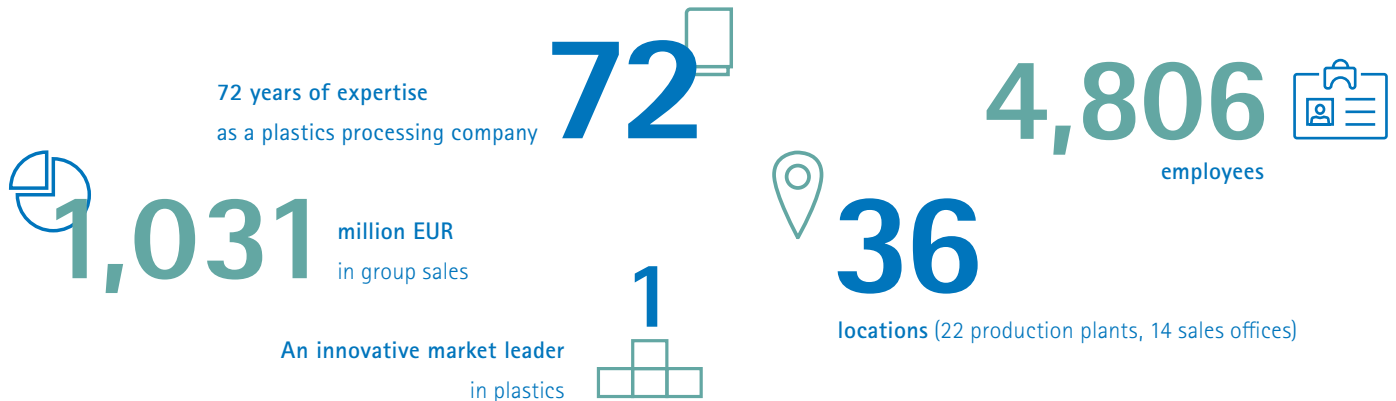 72
72 years of expertise
as a plastics processing company
4,806
employees
1,031
million EUR
in group sales
36
locations (22 production plants, 14 sales offices)
1
An innovative market leader
in plastics